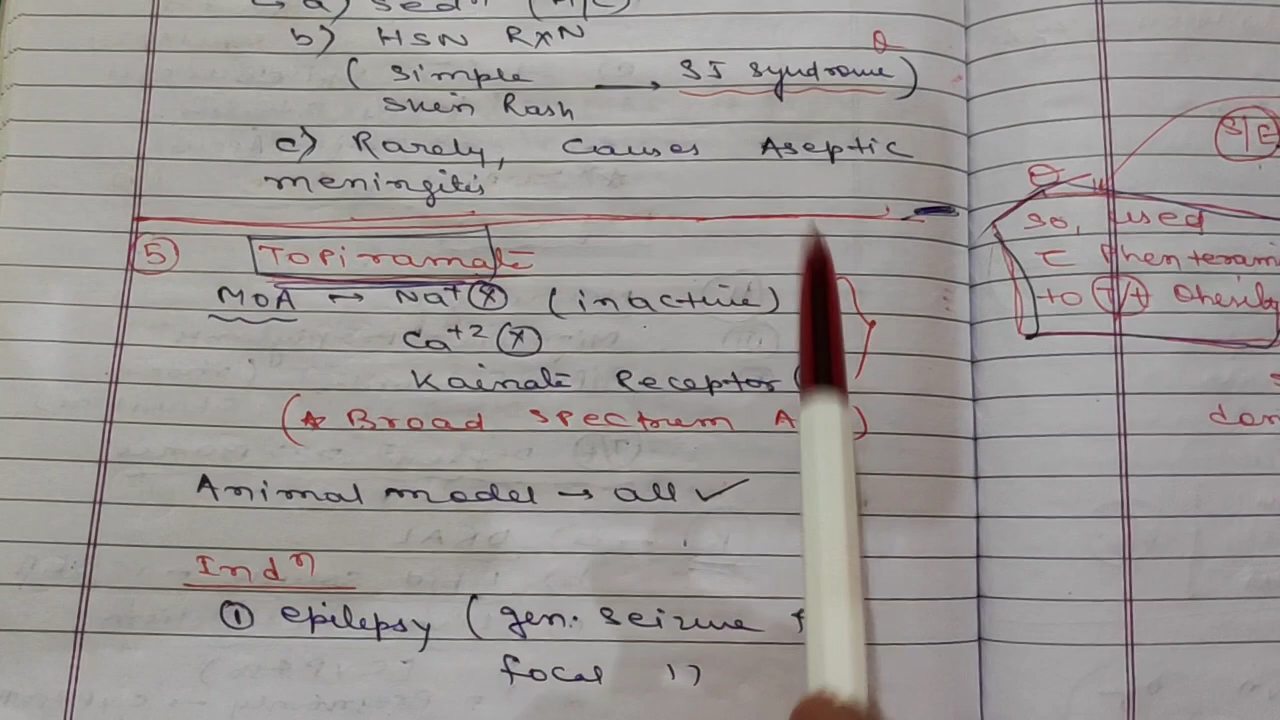 b) HSN RXN
(Simple → SJ Syndrome)
Skin Rash
c) Rarely, causes Aseptic
meningitis
5 Topiramate
MOA → Na+ (x) (inactive)
Ca+2 (x)
Kainate Receptor
(* Broad spectrum A )
Animal model → all ✓
Indⁿ
① epilepsy (gen. seizure +
focal ")
S/E
so, used
c̄ Phenterami
to T/t Obesity